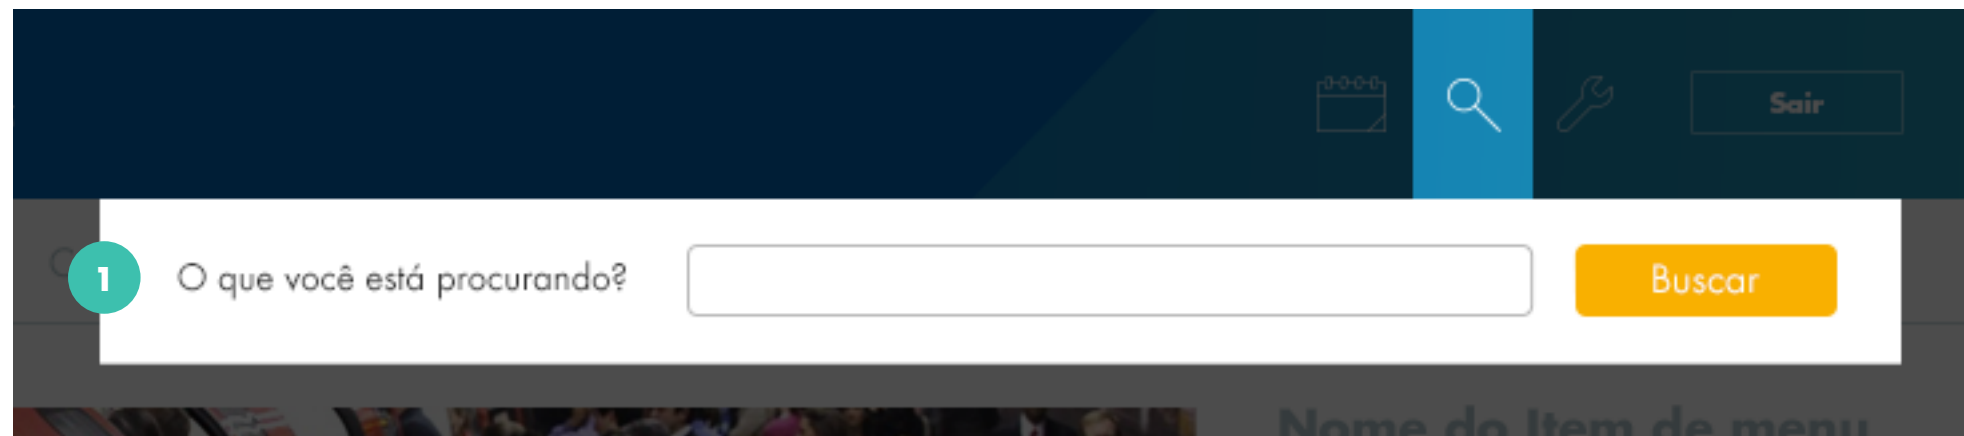 Sair
1
O que você está procurando?
Buscar
Nome do Item de menu